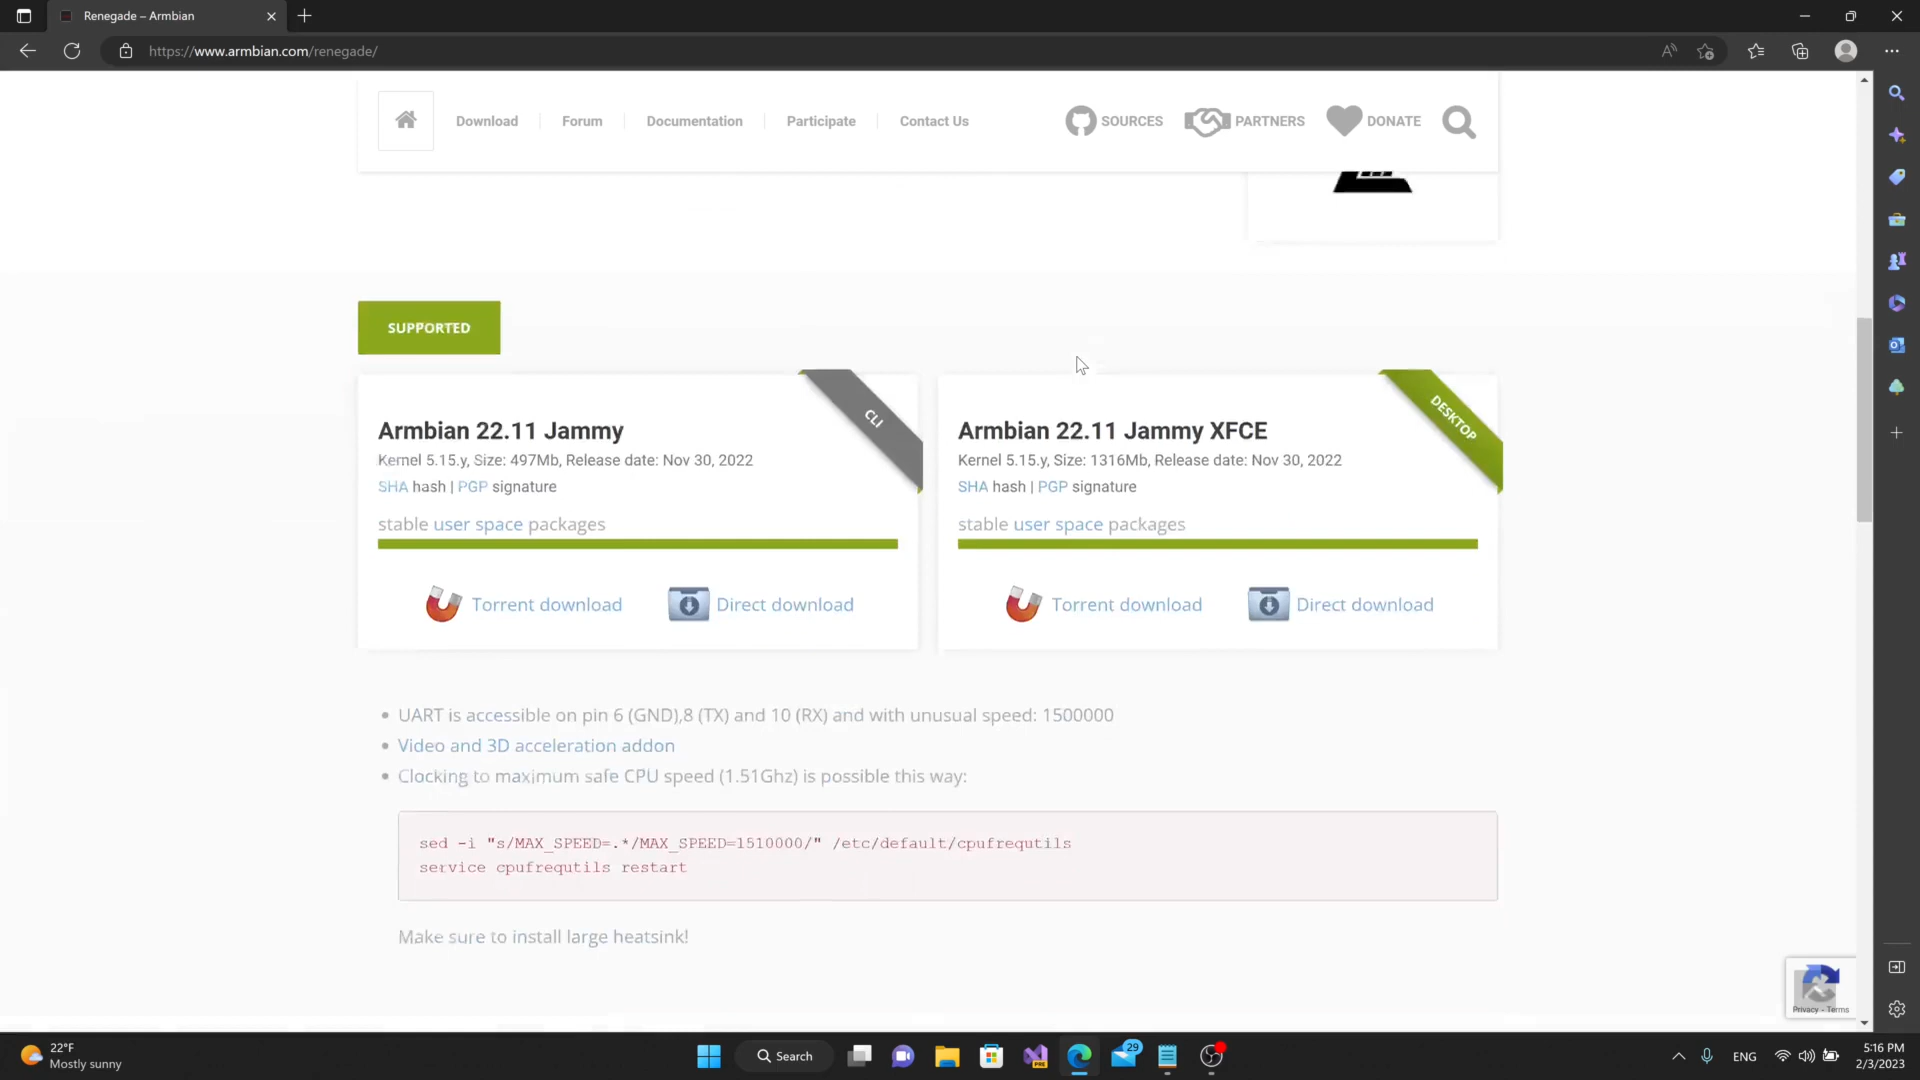 Renegade – Armbian
https://www.armbian.com/renegade/
Download
Forum
Documentation
Participate
Contact Us
SOURCES
PARTNERS
DONATE
SUPPORTED
CLI
Armbian 22.11 Jammy
Kernel 5.15.y, Size: 497Mb, Release date: Nov 30, 2022
SHA hash | PGP signature
stable user space packages
Torrent download
Direct download
DESKTOP
Armbian 22.11 Jammy XFCE
Kernel 5.15.y, Size: 1316Mb, Release date: Nov 30, 2022
SHA hash | PGP signature
stable user space packages
Torrent download
Direct download
UART is accessible on pin 6 (GND),8 (TX) and 10 (RX) and with unusual speed: 1500000
Video and 3D acceleration addon
Clocking to maximum safe CPU speed (1.51Ghz) is possible this way:
sed -i "s/MAX_SPEED=.*/MAX_SPEED=1510000/" /etc/default/cpufrequtils
service cpufrequtils restart
Make sure to install large heatsink!
Privacy - Terms
22°F
Mostly sunny
Search
PRE
29
ENG
5:16 PM
2/3/2023